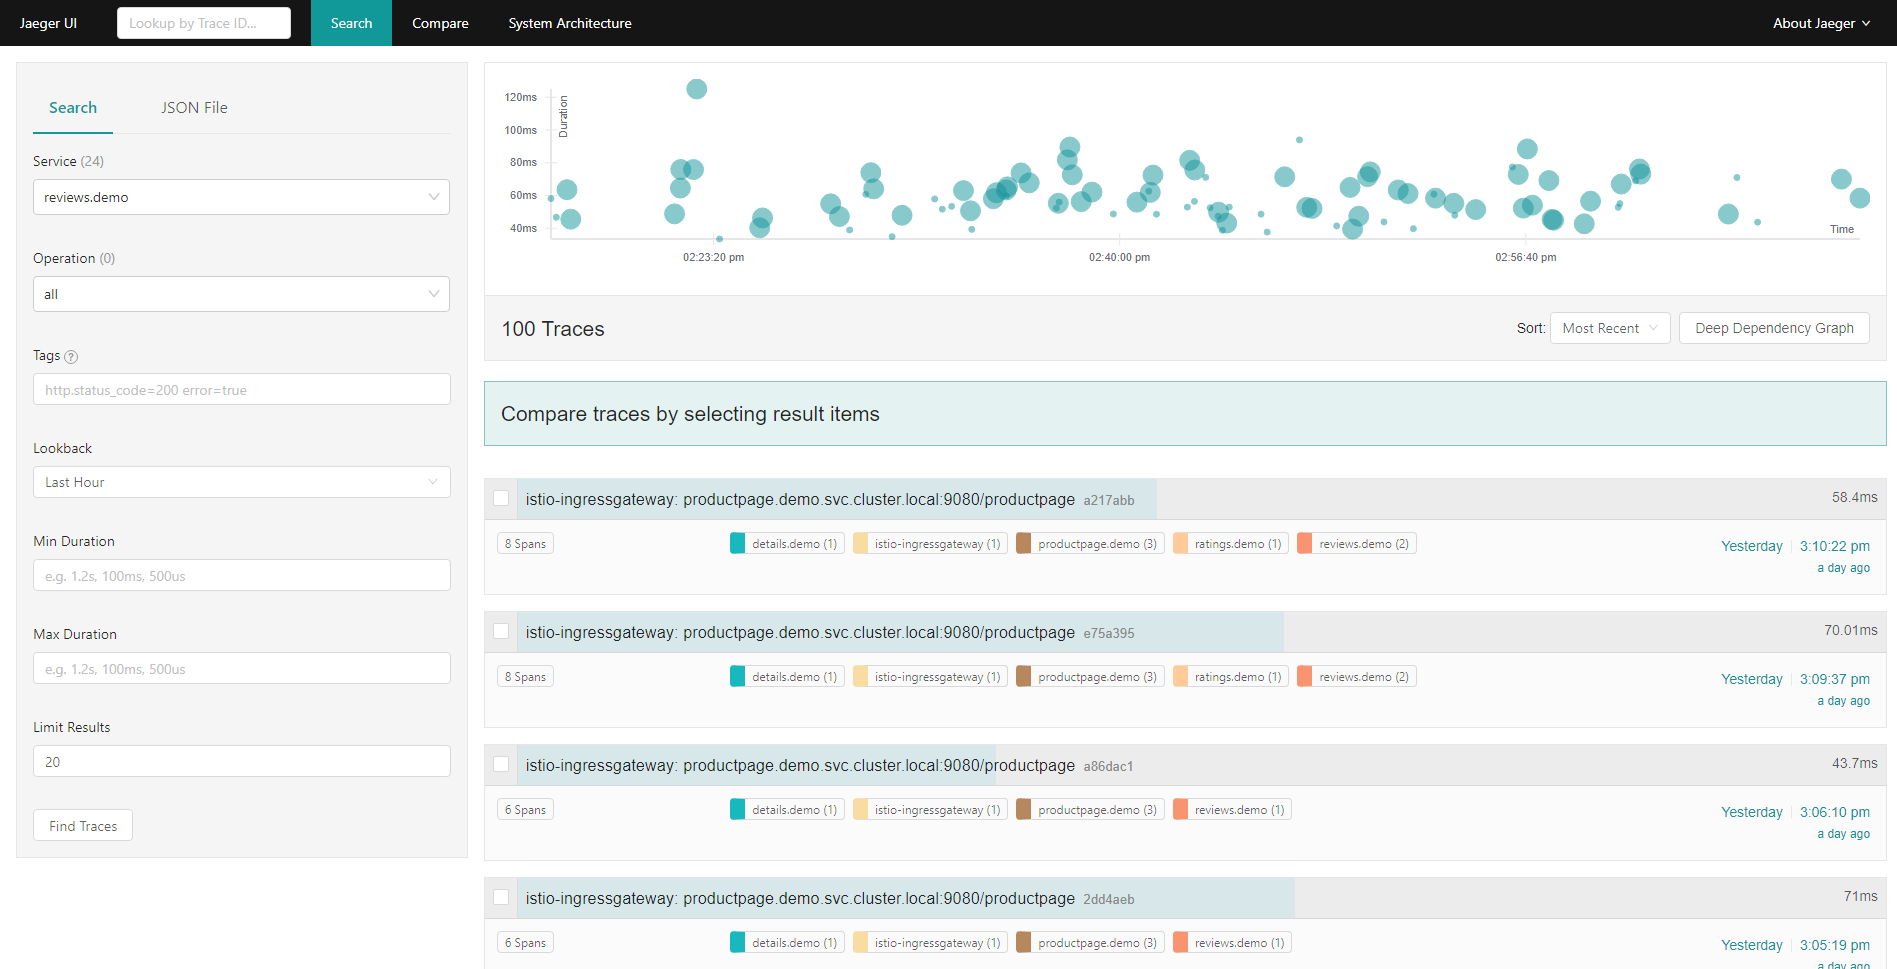 Jaeger UI
Lookup by Trace ID...
Search
Compare
System Architecture
About Jaeger
Search
JSON File
Service (24)
reviews.demo
Operation (0)
all
Tags ?
http.status_code=200 error=true
Lookback
Last Hour
Min Duration
e.g. 1.2s, 100ms, 500us
Max Duration
e.g. 1.2s, 100ms, 500us
Limit Results
20
Find Traces
120ms
100ms
80ms
60ms
40ms
Duration
02:23:20 pm
02:40:00 pm
02:56:40 pm
Time
100 Traces
Sort: Most Recent
Deep Dependency Graph
Compare traces by selecting result items
istio-ingressgateway: productpage.demo.svc.cluster.local:9080/productpage a217abb 58.4ms
8 Spans details.demo (1) istio-ingressgateway (1) productpage.demo (3) ratings.demo (1) reviews.demo (2) Yesterday 3:10:22 pm
a day ago
istio-ingressgateway: productpage.demo.svc.cluster.local:9080/productpage e75a395 70.01ms
8 Spans details.demo (1) istio-ingressgateway (1) productpage.demo (3) ratings.demo (1) reviews.demo (2) Yesterday 3:09:37 pm
a day ago
istio-ingressgateway: productpage.demo.svc.cluster.local:9080/productpage a86dac1 43.7ms
6 Spans details.demo (1) istio-ingressgateway (1) productpage.demo (3) reviews.demo (1) Yesterday 3:06:10 pm
a day ago
istio-ingressgateway: productpage.demo.svc.cluster.local:9080/productpage 2dd4aeb 71ms
6 Spans details.demo (1) istio-ingressgateway (1) productpage.demo (3) reviews.demo (1) Yesterday 3:05:19 pm
a day ago